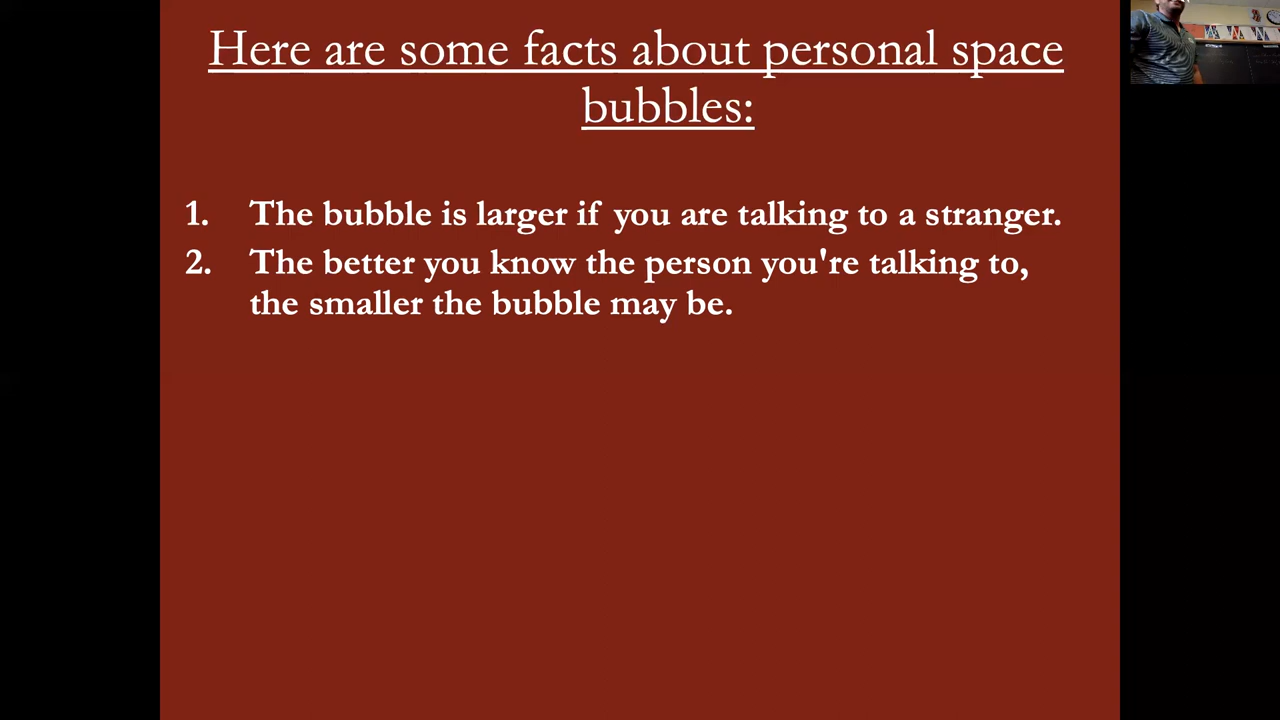 Here are some facts about personal space
bubbles:
1. The bubble is larger if you are talking to a stranger.
2. The better you know the person you're talking to,
the smaller the bubble may be.